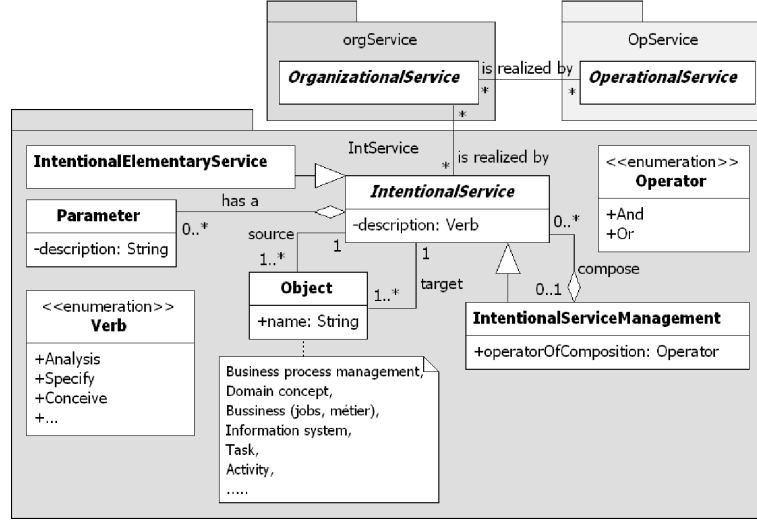 orgService
OpService
OrganizationalService
is realized by
OperationalService
*
*
*
IntService
*
is realized by
IntentionalElementaryService
<<enumeration>>
Operator
+And
+Or
IntentionalService
-description: Verb
has a
Parameter
-description: String
0..*
0..*
source
1
1
1..*
target
compose
Object
+name: String
1..*
0..1
<<enumeration>>
Verb
+Analysis
+Specify
+Conceive
+...
IntentionalServiceManagement
+operatorOfComposition: Operator
Business process management,
Domain concept,
Bussiness (jobs, métier),
Information system,
Task,
Activity,
.....